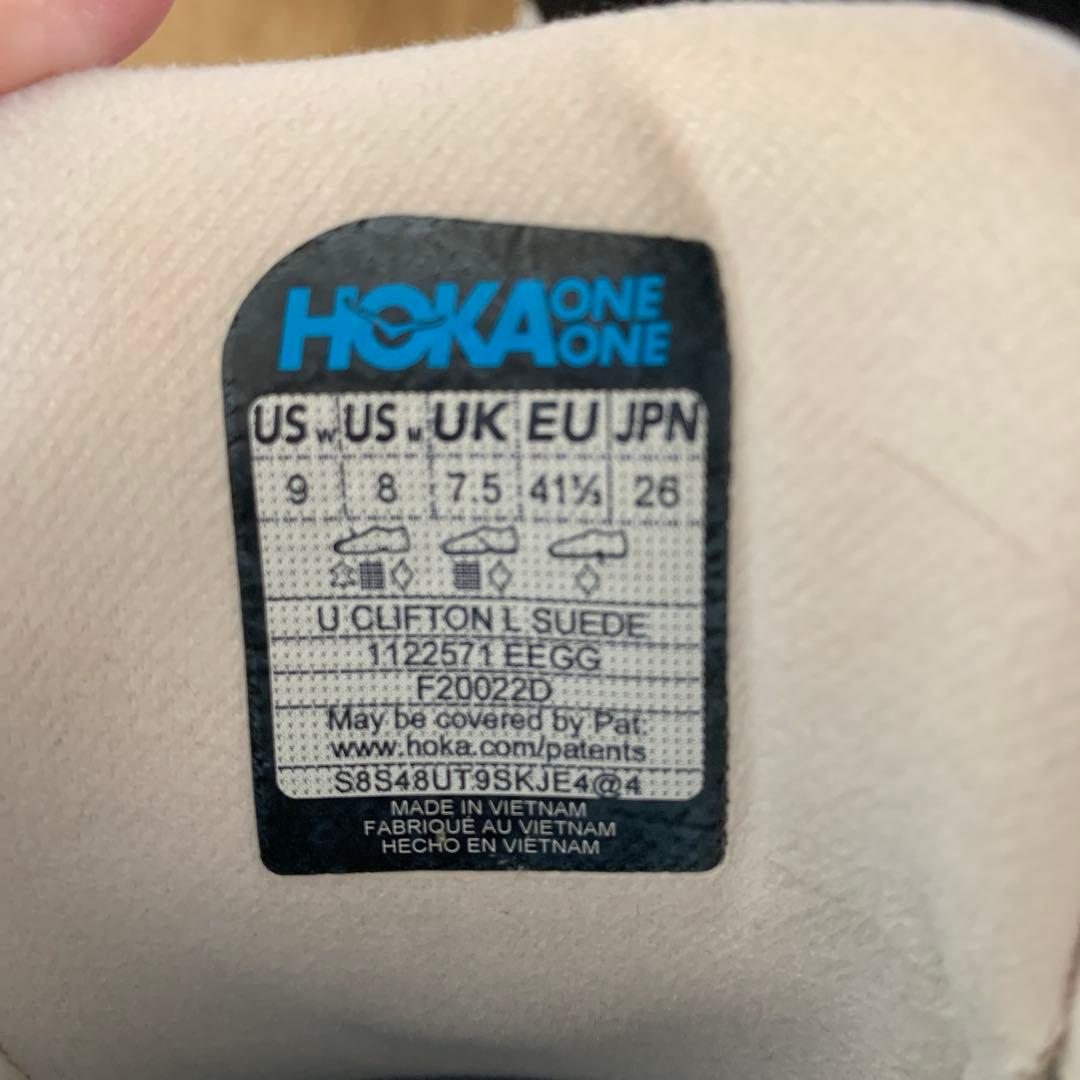 HOKA ONE ONE
US W US M UK EU JPN
9 8 7.5 41⅓ 26
U CLIFTON L SUEDE
1122571 EEGG
F20022D
May be covered by Pat:
www.hoka.com/patents
S8S48UT9SKJE4@4
MADE IN VIETNAM
FABRIQUÉ AU VIETNAM
HECHO EN VIETNAM